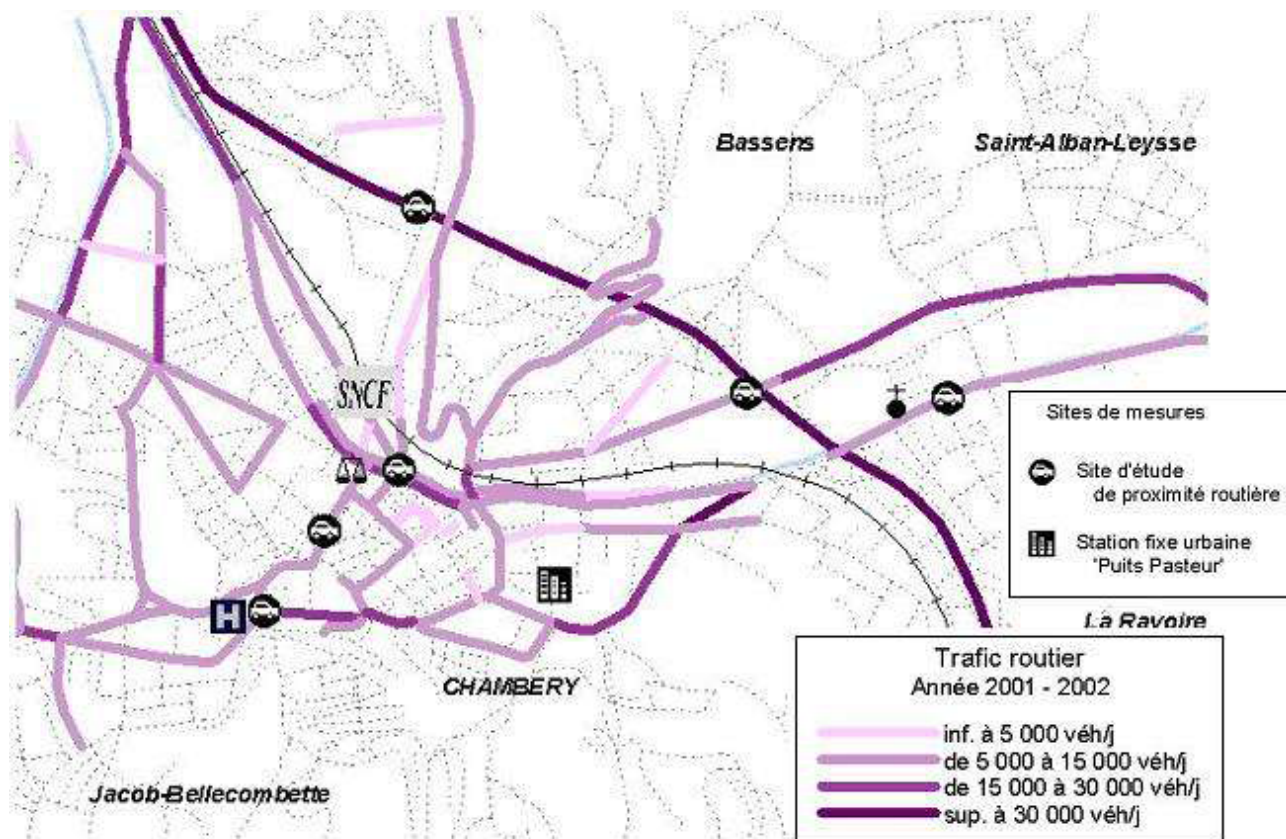 Bassens
Saint-Alban-Leysse
SNCF
Sites de mesures
Site d'étude
de proximité routière
Station fixe urbaine
"Puits Pasteur"
H
La Ravoire
CHAMBERY
Trafic routier
Année 2001 - 2002
inf. à 5 000 véh/j
de 5 000 à 15 000 véh/j
de 15 000 à 30 000 véh/j
sup. à 30 000 véh/j
Jacob-Bellecombette